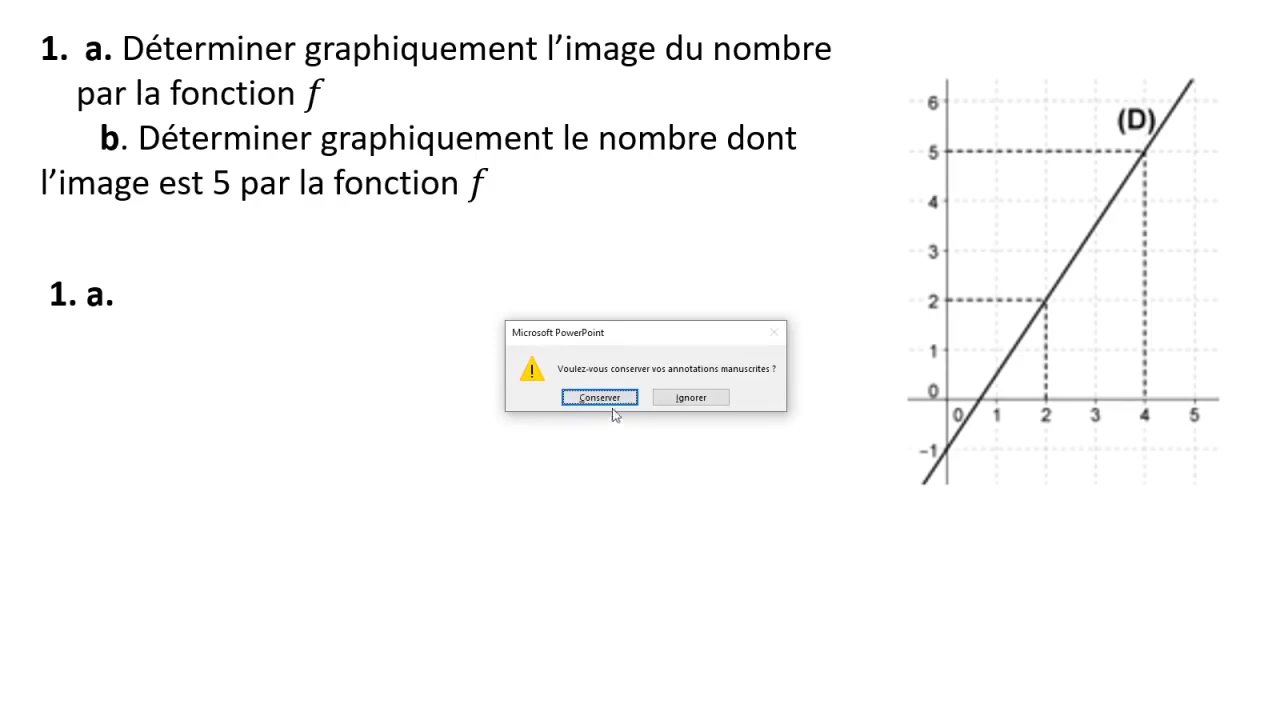 1. a. Déterminer graphiquement l’image du nombre
par la fonction f
b. Déterminer graphiquement le nombre dont
l’image est 5 par la fonction f
1. a.
Microsoft PowerPoint
Voulez-vous conserver vos annotations manuscrites ?
Conserver Ignorer
(D)
6
5
4
3
2
1
0
0 1 2 3 4 5
-1